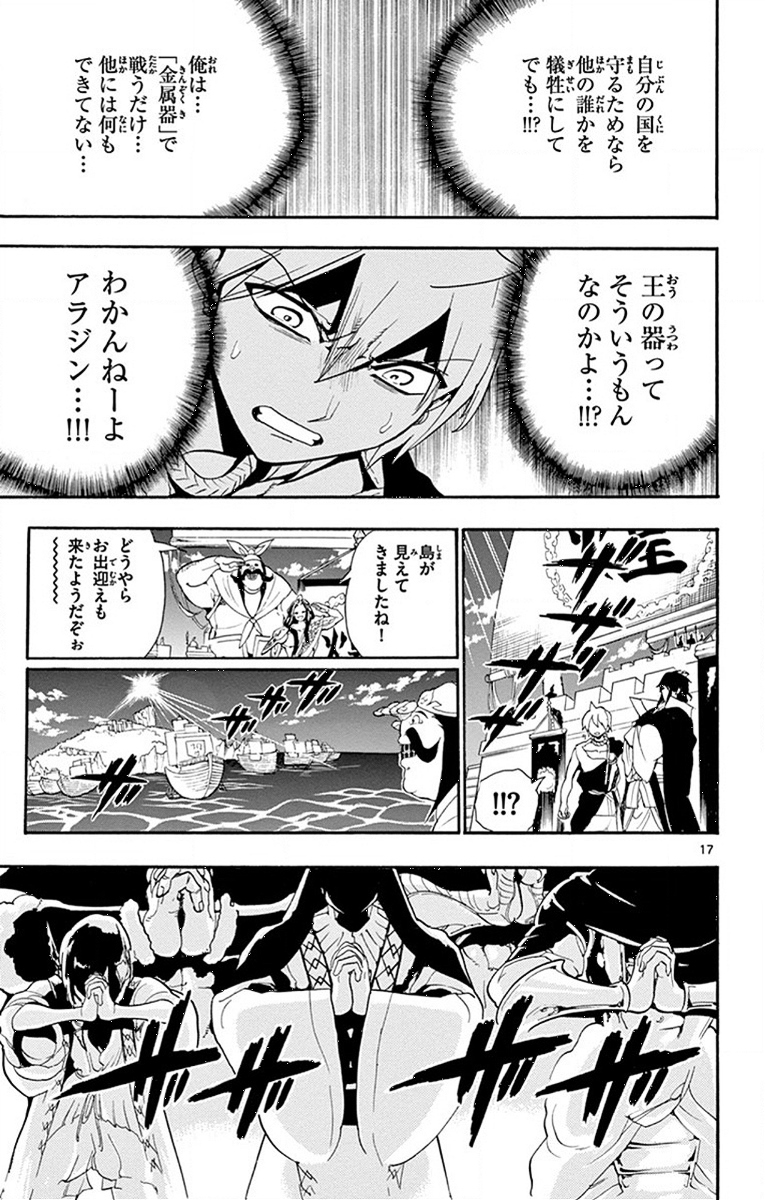 自分の国を
守るためなら
他の誰かを
犠牲にして
でも…!!?
俺は…
「金属器」で
戦うだけ…
他には何も
できてない…
王の器って
そういうもん
なのかよ…!!?
わかんねーよ
アラジン…!!!
ザザザザ
!!?
島が
見えて
きましたね!
どうやら
お出迎えも
来たようだぞぉ
ザザザザ
17
ザザザザ